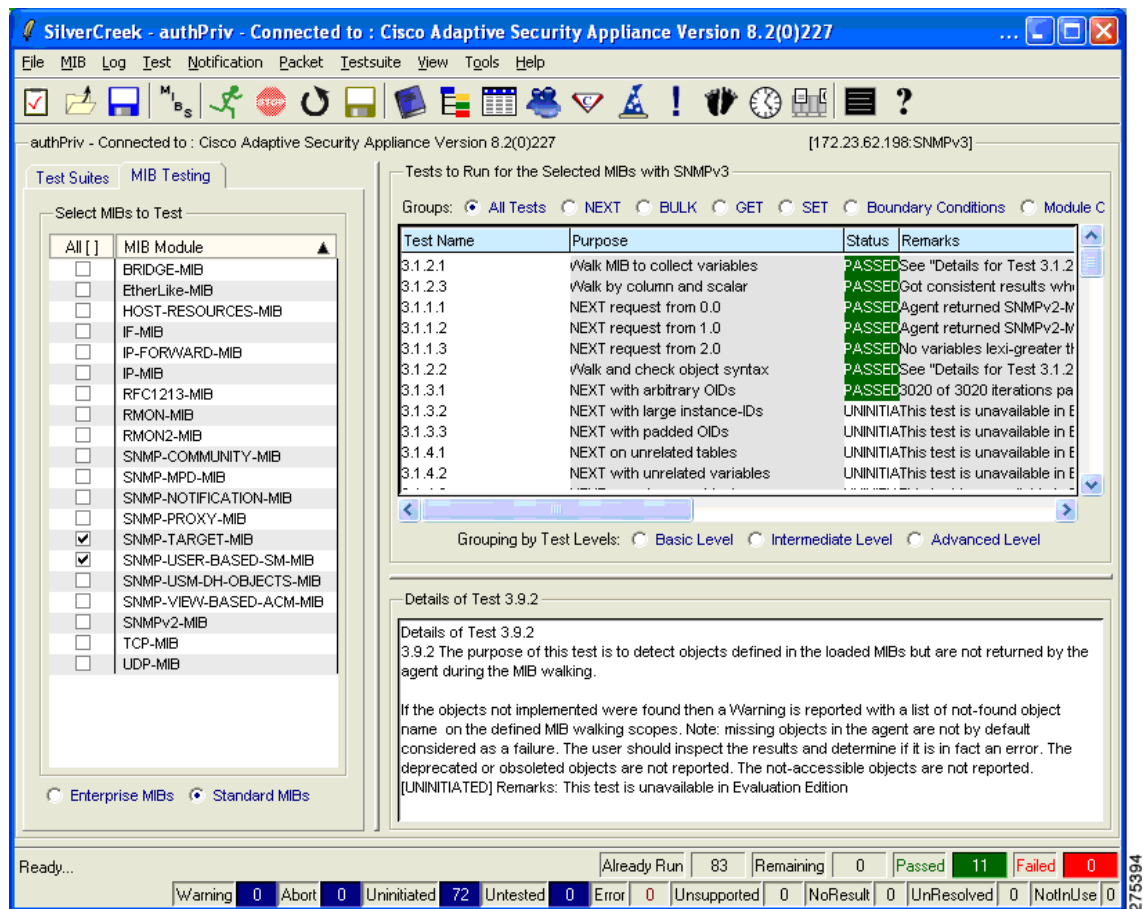 SilverCreek - authPriv - Connected to : Cisco Adaptive Security Appliance Version 8.2(0)227 ...
File MIB Log Test Notification Packet Testsuite View Tools Help
MIBs STOP ?
authPriv - Connected to : Cisco Adaptive Security Appliance Version 8.2(0)227 [172.23.62.198:SNMPv3]
Test Suites MIB Testing
Select MIBs to Test
All [ ] MIB Module
BRIDGE-MIB
EtherLike-MIB
HOST-RESOURCES-MIB
IF-MIB
IP-FORWARD-MIB
IP-MIB
RFC1213-MIB
RMON-MIB
RMON2-MIB
SNMP-COMMUNITY-MIB
SNMP-MPD-MIB
SNMP-NOTIFICATION-MIB
SNMP-PROXY-MIB
SNMP-TARGET-MIB
SNMP-USER-BASED-SM-MIB
SNMP-USM-DH-OBJECTS-MIB
SNMP-VIEW-BASED-ACM-MIB
SNMPv2-MIB
TCP-MIB
UDP-MIB
Enterprise MIBs Standard MIBs
Tests to Run for the Selected MIBs with SNMPv3
Groups: All Tests NEXT BULK GET SET Boundary Conditions Module C
Test Name Purpose Status Remarks
3.1.2.1 Walk MIB to collect variables PASSED See "Details for Test 3.1.2
3.1.2.3 Walk by column and scalar PASSED Got consistent results wh
3.1.1.1 NEXT request from 0.0 PASSED Agent returned SNMPv2-M
3.1.1.2 NEXT request from 1.0 PASSED Agent returned SNMPv2-M
3.1.1.3 NEXT request from 2.0 PASSED No variables lexi-greater th
3.1.2.2 Walk and check object syntax PASSED See "Details for Test 3.1.2
3.1.3.1 NEXT with arbitrary OIDs PASSED 3020 of 3020 iterations pa
3.1.3.2 NEXT with large instance-IDs UNINITIA This test is unavailable in E
3.1.3.3 NEXT with padded OIDs UNINITIA This test is unavailable in E
3.1.4.1 NEXT on unrelated tables UNINITIA This test is unavailable in E
3.1.4.2 NEXT with unrelated variables UNINITIA This test is unavailable in E
Grouping by Test Levels: Basic Level Intermediate Level Advanced Level
Details of Test 3.9.2
Details of Test 3.9.2
3.9.2 The purpose of this test is to detect objects defined in the loaded MIBs but are not returned by the
agent during the MIB walking.
If the objects not implemented were found then a Warning is reported with a list of not-found object
name on the defined MIB walking scopes. Note: missing objects in the agent are not by default
considered as a failure. The user should inspect the results and determine if it is in fact an error. The
deprecated or obsoleted objects are not reported. The not-accessible objects are not reported.
[UNINITIATED] Remarks: This test is unavailable in Evaluation Edition
Ready... Already Run 83 Remaining 0 Passed 11 Failed 0
Warning 0 Abort 0 Uninitiated 72 Untested 0 Error 0 Unsupported 0 NoResult 0 UnResolved 0 NotInUse 0
275394